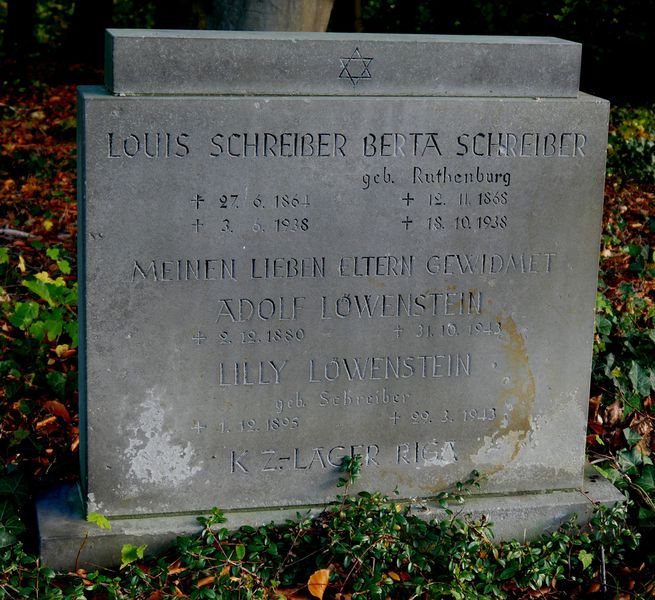 LOUIS SCHREIBER BERTA SCHREIBER
geb. Ruthenburg
✝ 27. 6. 1864 ✝ 12. 11. 1868
✝ 3. 6. 1938 ✝ 18. 10. 1938
MEINEN LIEBEN ELTERN GEWIDMET
ADOLF LÖWENSTEIN
✝ 2. 12. 1880 ✝ 31. 10. 1943
LILLY LÖWENSTEIN
geb. Schreiber
✝ 1. 12. 1895 ✝ 29. 3. 1943
K Z.-LAGER RIGA